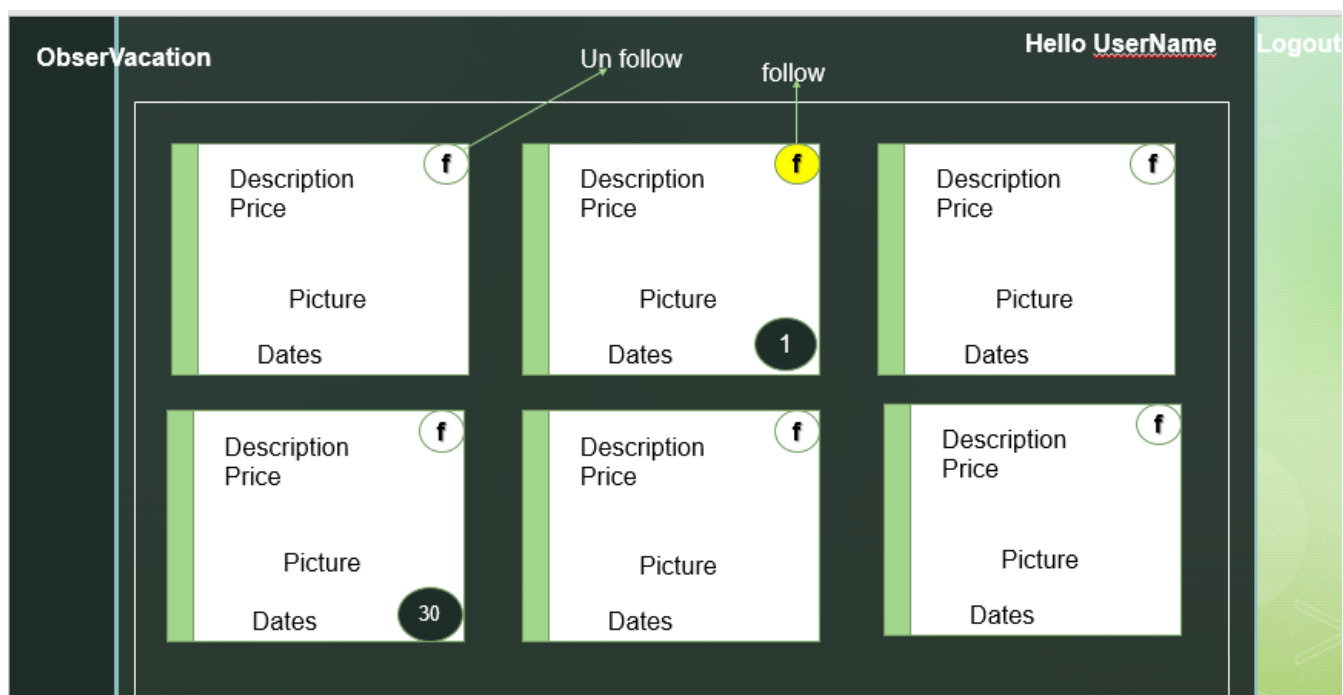 ObserVacation
Hello UserName
Logout
Un follow
follow
f
Description
Price
Picture
Dates
f
Description
Price
Picture
Dates
1
f
Description
Price
Picture
Dates
f
Description
Price
Picture
Dates
30
f
Description
Price
Picture
Dates
f
Description
Price
Picture
Dates